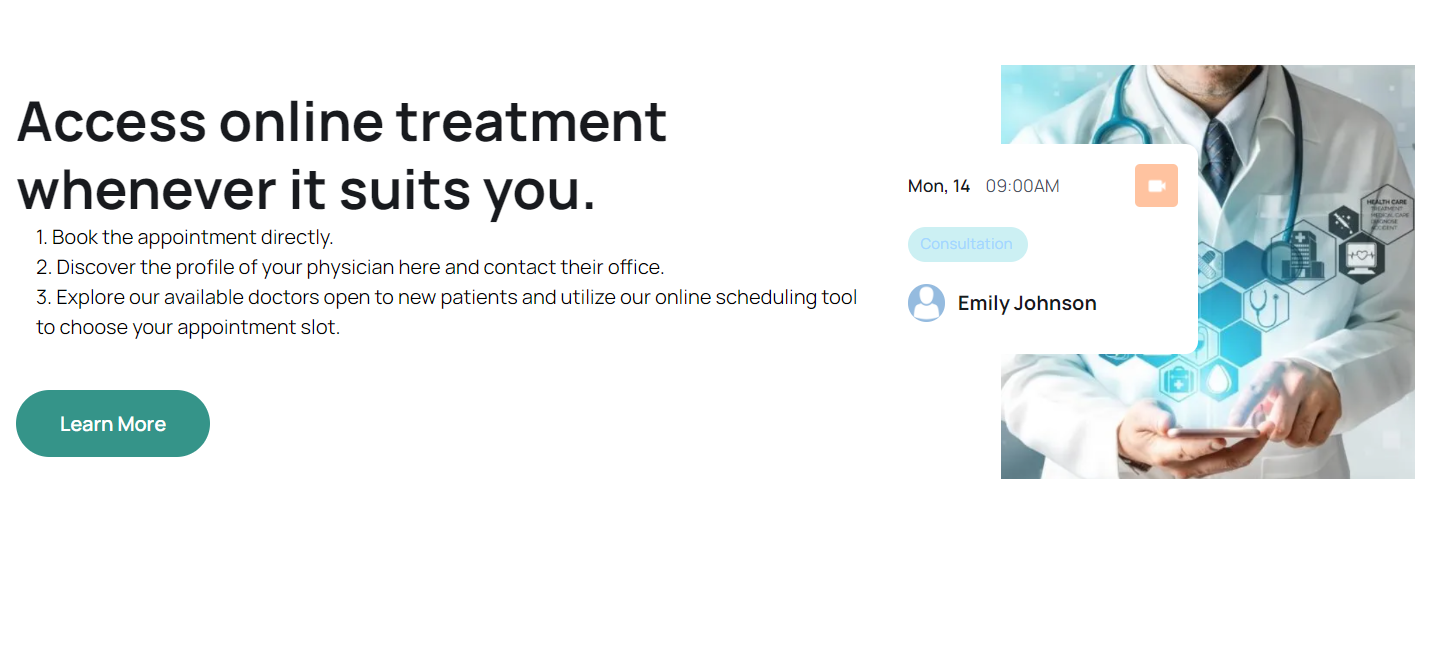 Access online treatment
whenever it suits you.
1. Book the appointment directly.
2. Discover the profile of your physician here and contact their office.
3. Explore our available doctors open to new patients and utilize our online scheduling tool
to choose your appointment slot.
Learn More
Mon, 14 09:00AM
Consultation
Emily Johnson
HEALTH CARE
TREATMENT
MEDICAL CARE
DIAGNOSE
ACCIDENT